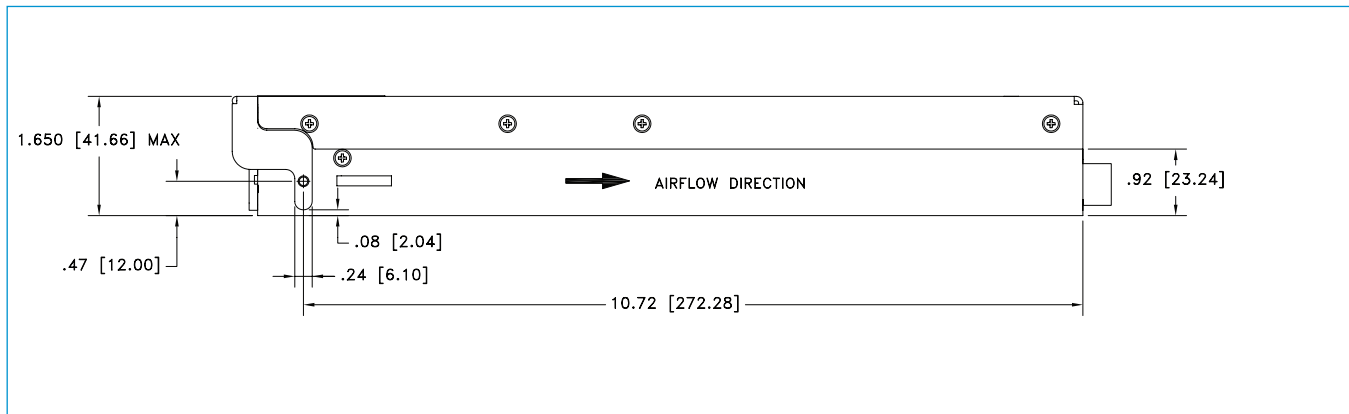 1.650 [41.66] MAX
AIRFLOW DIRECTION
.92 [23.24]
.08 [2.04]
.47 [12.00]
.24 [6.10]
10.72 [272.28]